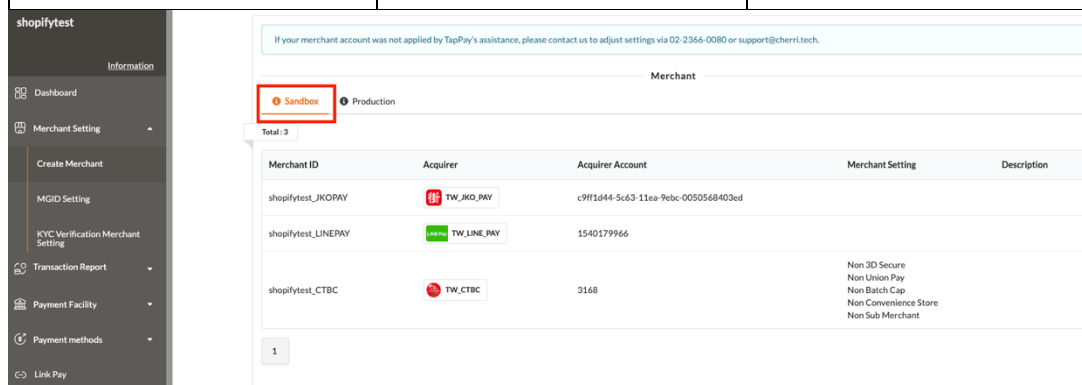 shopifytest
Information
Dashboard
Merchant Setting
Create Merchant
MGID Setting
KYC Verification Merchant
Setting
Transaction Report
Payment Facility
Payment methods
Link Pay
If your merchant account was not applied by TapPay's assistance, please contact us to adjust settings via 02-2366-0080 or support@cherri.tech.
Merchant
Sandbox Production
Total : 3
Merchant ID Acquirer Acquirer Account Merchant Setting Description
shopifytest_JKOPAY 街 TW_JKO_PAY c9ff1d44-5c63-11ea-9ebc-0050568403ed
shopifytest_LINEPAY LINE Pay TW_LINE_PAY 1540179966
shopifytest_CTBC TW_CTBC 3168
Non 3D Secure
Non Union Pay
Non Batch Cap
Non Convenience Store
Non Sub Merchant
1